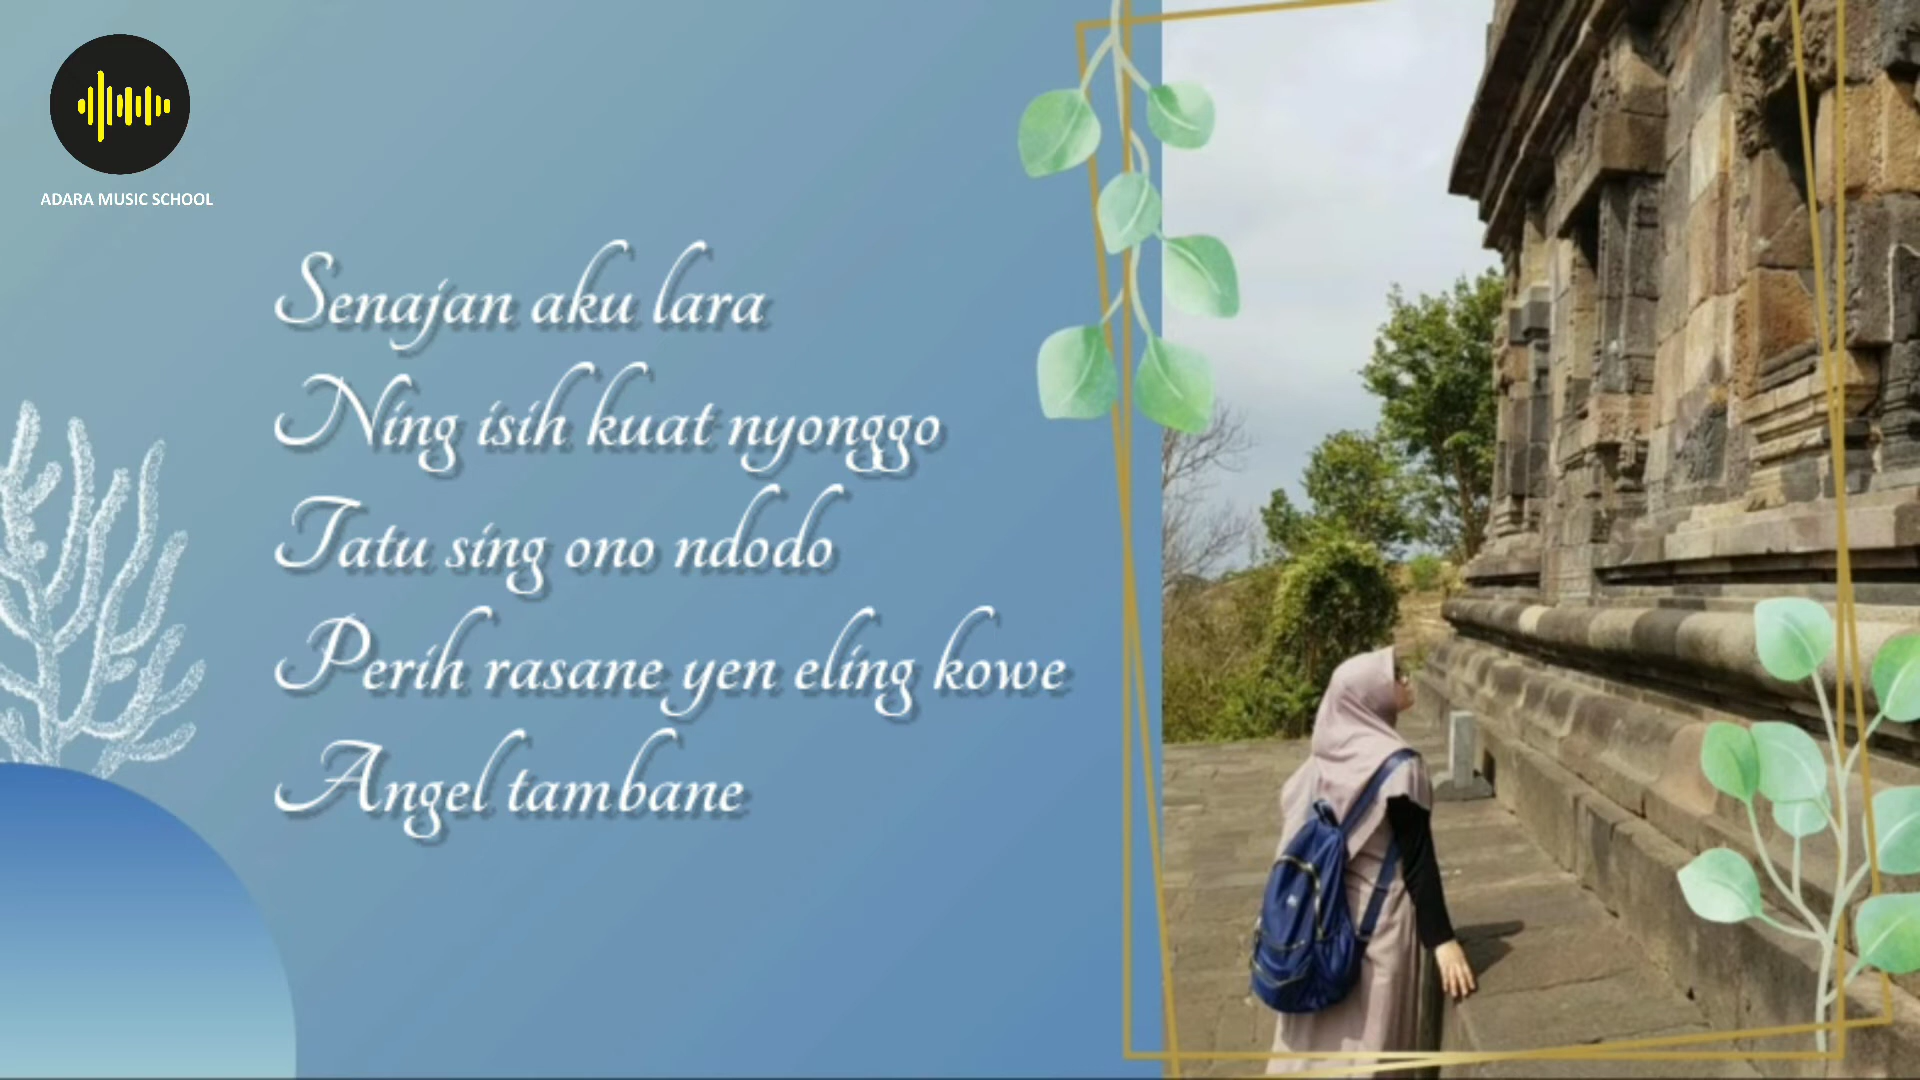 ADARA MUSIC SCHOOL
Senajan aku lara
Ning isih kuat nyonggo
Tatu sing ono ndodo
Perih rasane yen eling kowe
Angel tambane